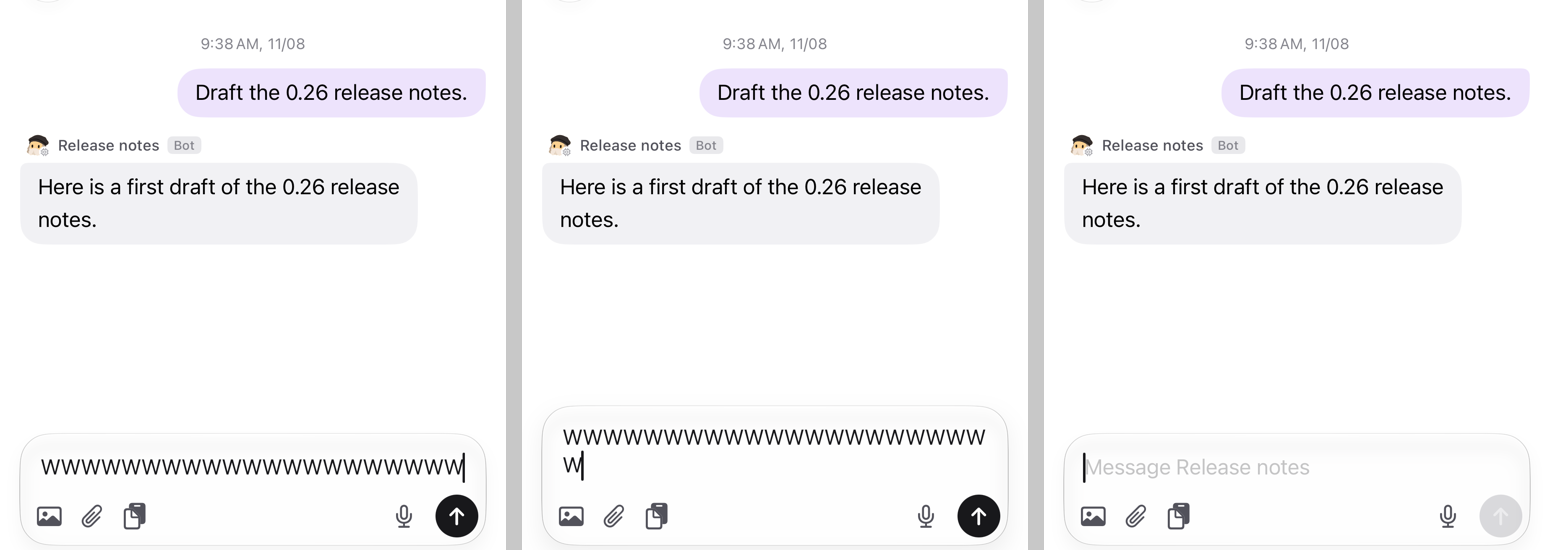 9:38 AM, 11/08
Draft the 0.26 release notes.
Release notes Bot
Here is a first draft of the 0.26 release
notes.
WWWWWWWWWWWWWWWWWWWWW
9:38 AM, 11/08
Draft the 0.26 release notes.
Release notes Bot
Here is a first draft of the 0.26 release
notes.
WWWWWWWWWWWWWWWWWWWWW
W
9:38 AM, 11/08
Draft the 0.26 release notes.
Release notes Bot
Here is a first draft of the 0.26 release
notes.
Message Release notes